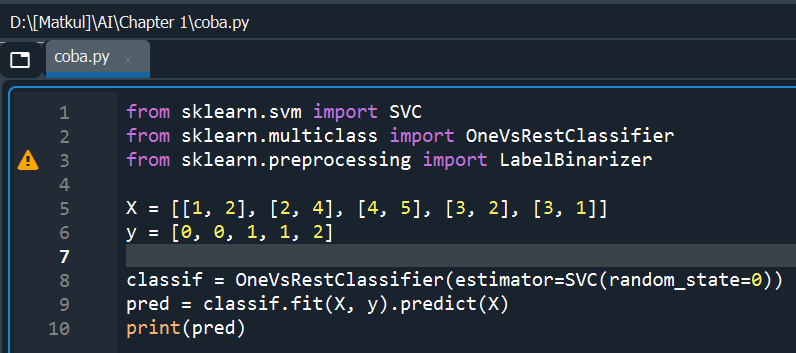 D:\[Matkul]\AI\Chapter 1\coba.py
coba.py ×
1 from sklearn.svm import SVC
2 from sklearn.multiclass import OneVsRestClassifier
3 from sklearn.preprocessing import LabelBinarizer
4
5 X = [[1, 2], [2, 4], [4, 5], [3, 2], [3, 1]]
6 y = [0, 0, 1, 1, 2]
7
8 classif = OneVsRestClassifier(estimator=SVC(random_state=0))
9 pred = classif.fit(X, y).predict(X)
10 print(pred)